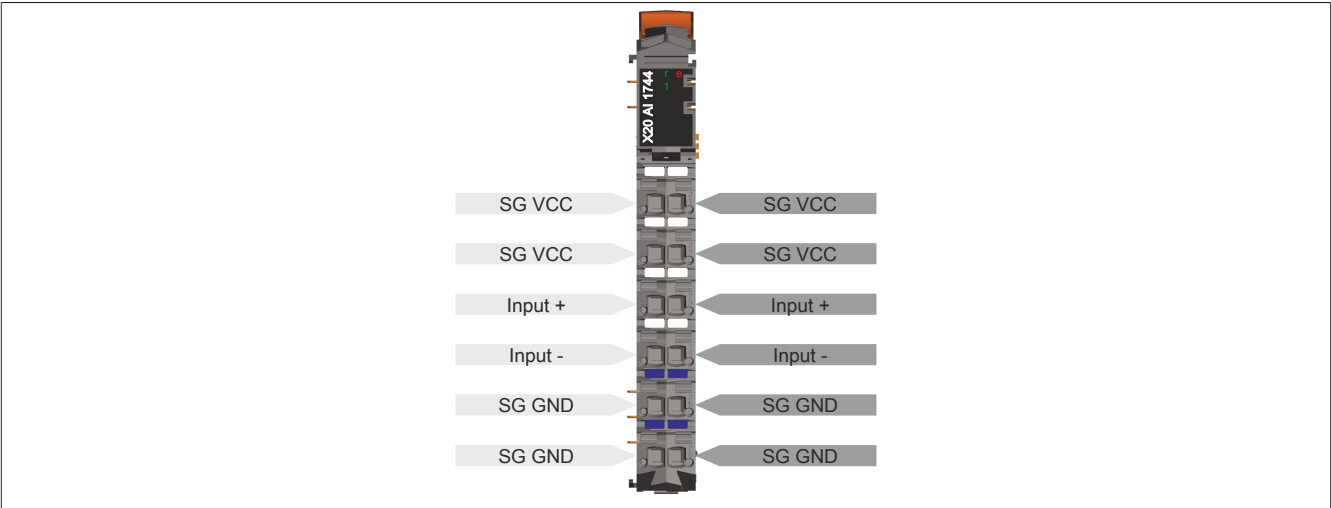 X20 AI 1744
r e
1
SG VCC SG VCC
SG VCC SG VCC
Input + Input +
Input - Input -
SG GND SG GND
SG GND SG GND